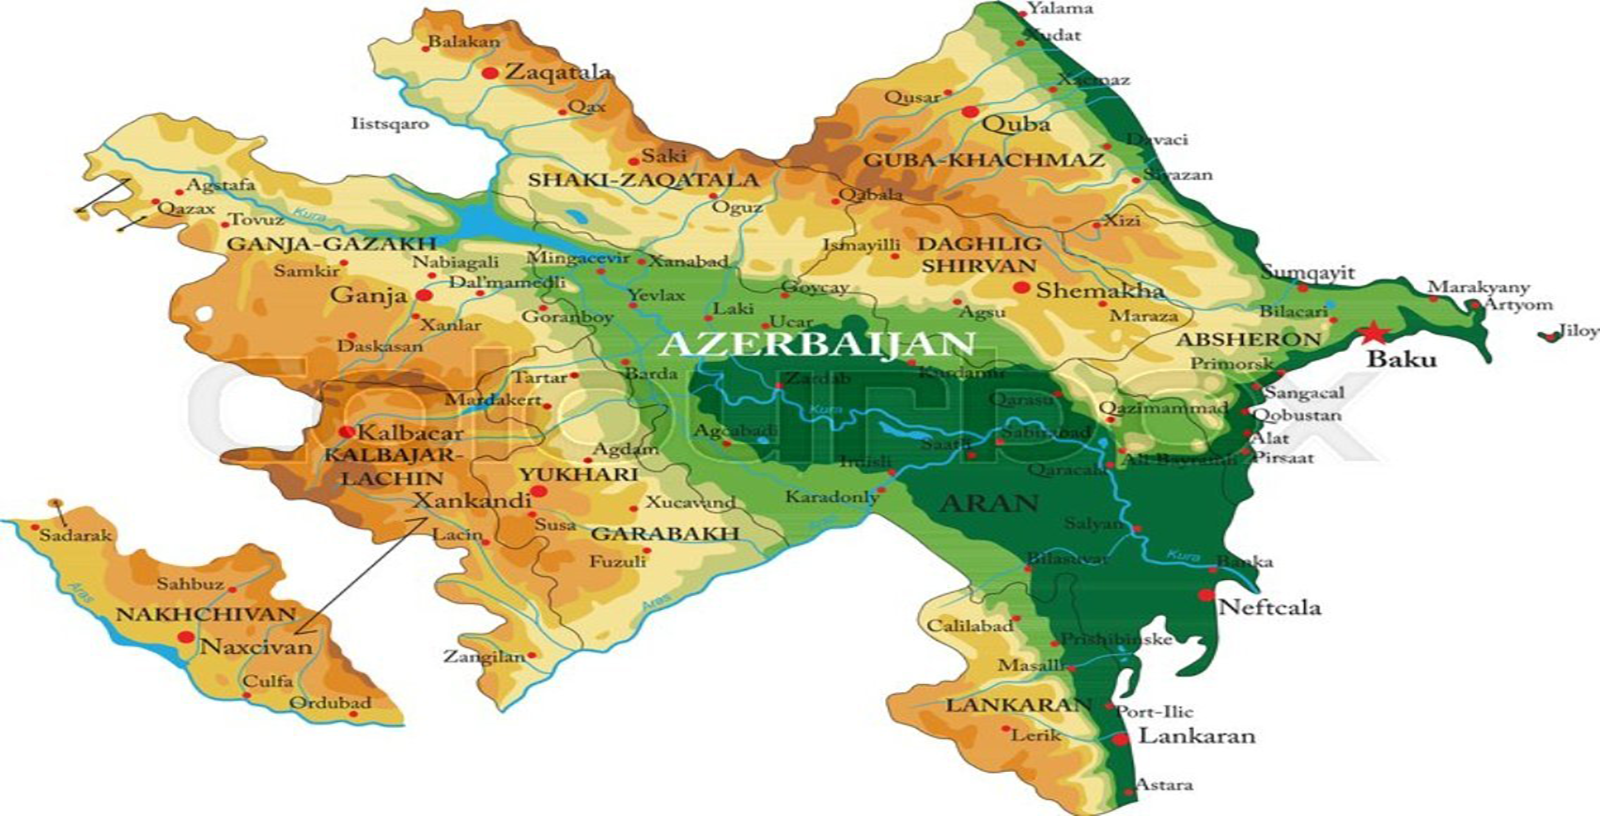 Yalama
Xudat
Balakan
Zaqatala
Xacmaz
Qusar
Qax
Quba
Iistsqaro
Davaci
Saki
GUBA-KHACHMAZ
SHAKI-ZAQATALA
Siyazan
Agstafa
Qabala
Oguz
Qazax
Kura
Tovuz
Xizi
GANJA-GAZAKH
Ismayilli
DAGHLIG
SHIRVAN
Mingacevir
Xanabad
Nabiagali
Samkir
Sumqayit
Dal'mamedli
Goycay
Marakyany
Ganja
Yevlax
Shemakha
Artyom
Laki
Agsu
Maraza
Bilacari
Goranboy
Xanlar
Ucar
Jiloy
AZERBAIJAN
ABSHERON
Daskasan
Baku
Primorsk
Tartar
Barda
Zardab
Kurdamir
Sangacal
Mardakert
Qarasu
Kura
Qazimammad
Qobustan
Kalbacar
Agcabadi
Saatli
Sabirabad
Alat
KALBAJAR-
LACHIN
Agdam
Imisli
Qaracala
Ali Bayramli
Pirsaat
YUKHARI
Xankandi
Xucavand
Karadonly
ARAN
Susa
Aras
Salyan
Sadarak
Lacin
GARABAKH
Fuzuli
Bilasuvar
Kura
Banka
Sahbuz
Aras
Aras
Neftcala
NAKHCHIVAN
Calilabad
Naxcivan
Prishibinske
Zangilan
Masalli
Culfa
Ordubad
LANKARAN
Port-Ilic
Lerik
Lankaran
Astara